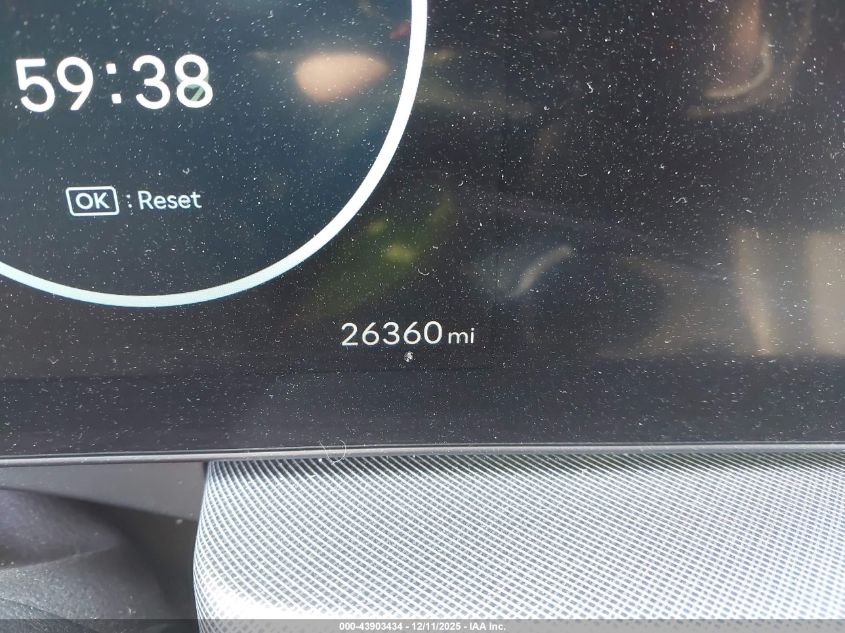 59:38
OK : Reset
26360 mi
000-43903434 - 12/11/2025 - IAA Inc.